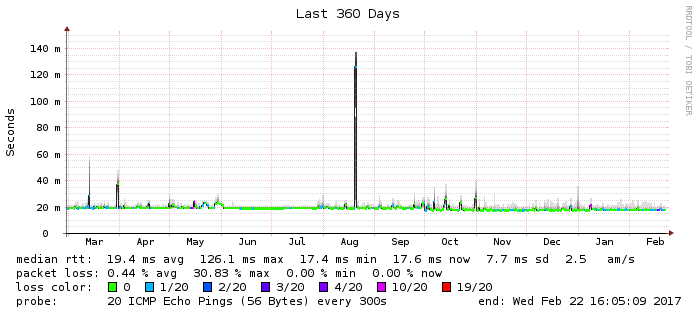 Last 360 Days
RRDTOOL / TOBI OETIKER
Seconds
140 m
120 m
100 m
80 m
60 m
40 m
20 m
0
Mar Apr May Jun Jul Aug Sep Oct Nov Dec Jan Feb
median rtt: 19.4 ms avg 126.1 ms max 17.4 ms min 17.6 ms now 7.7 ms sd 2.5 am/s
packet loss: 0.44 % avg 30.83 % max 0.00 % min 0.00 % now
loss color: 0 1/20 2/20 3/20 4/20 10/20 19/20
probe: 20 ICMP Echo Pings (56 Bytes) every 300s end: Wed Feb 22 16:05:09 2017